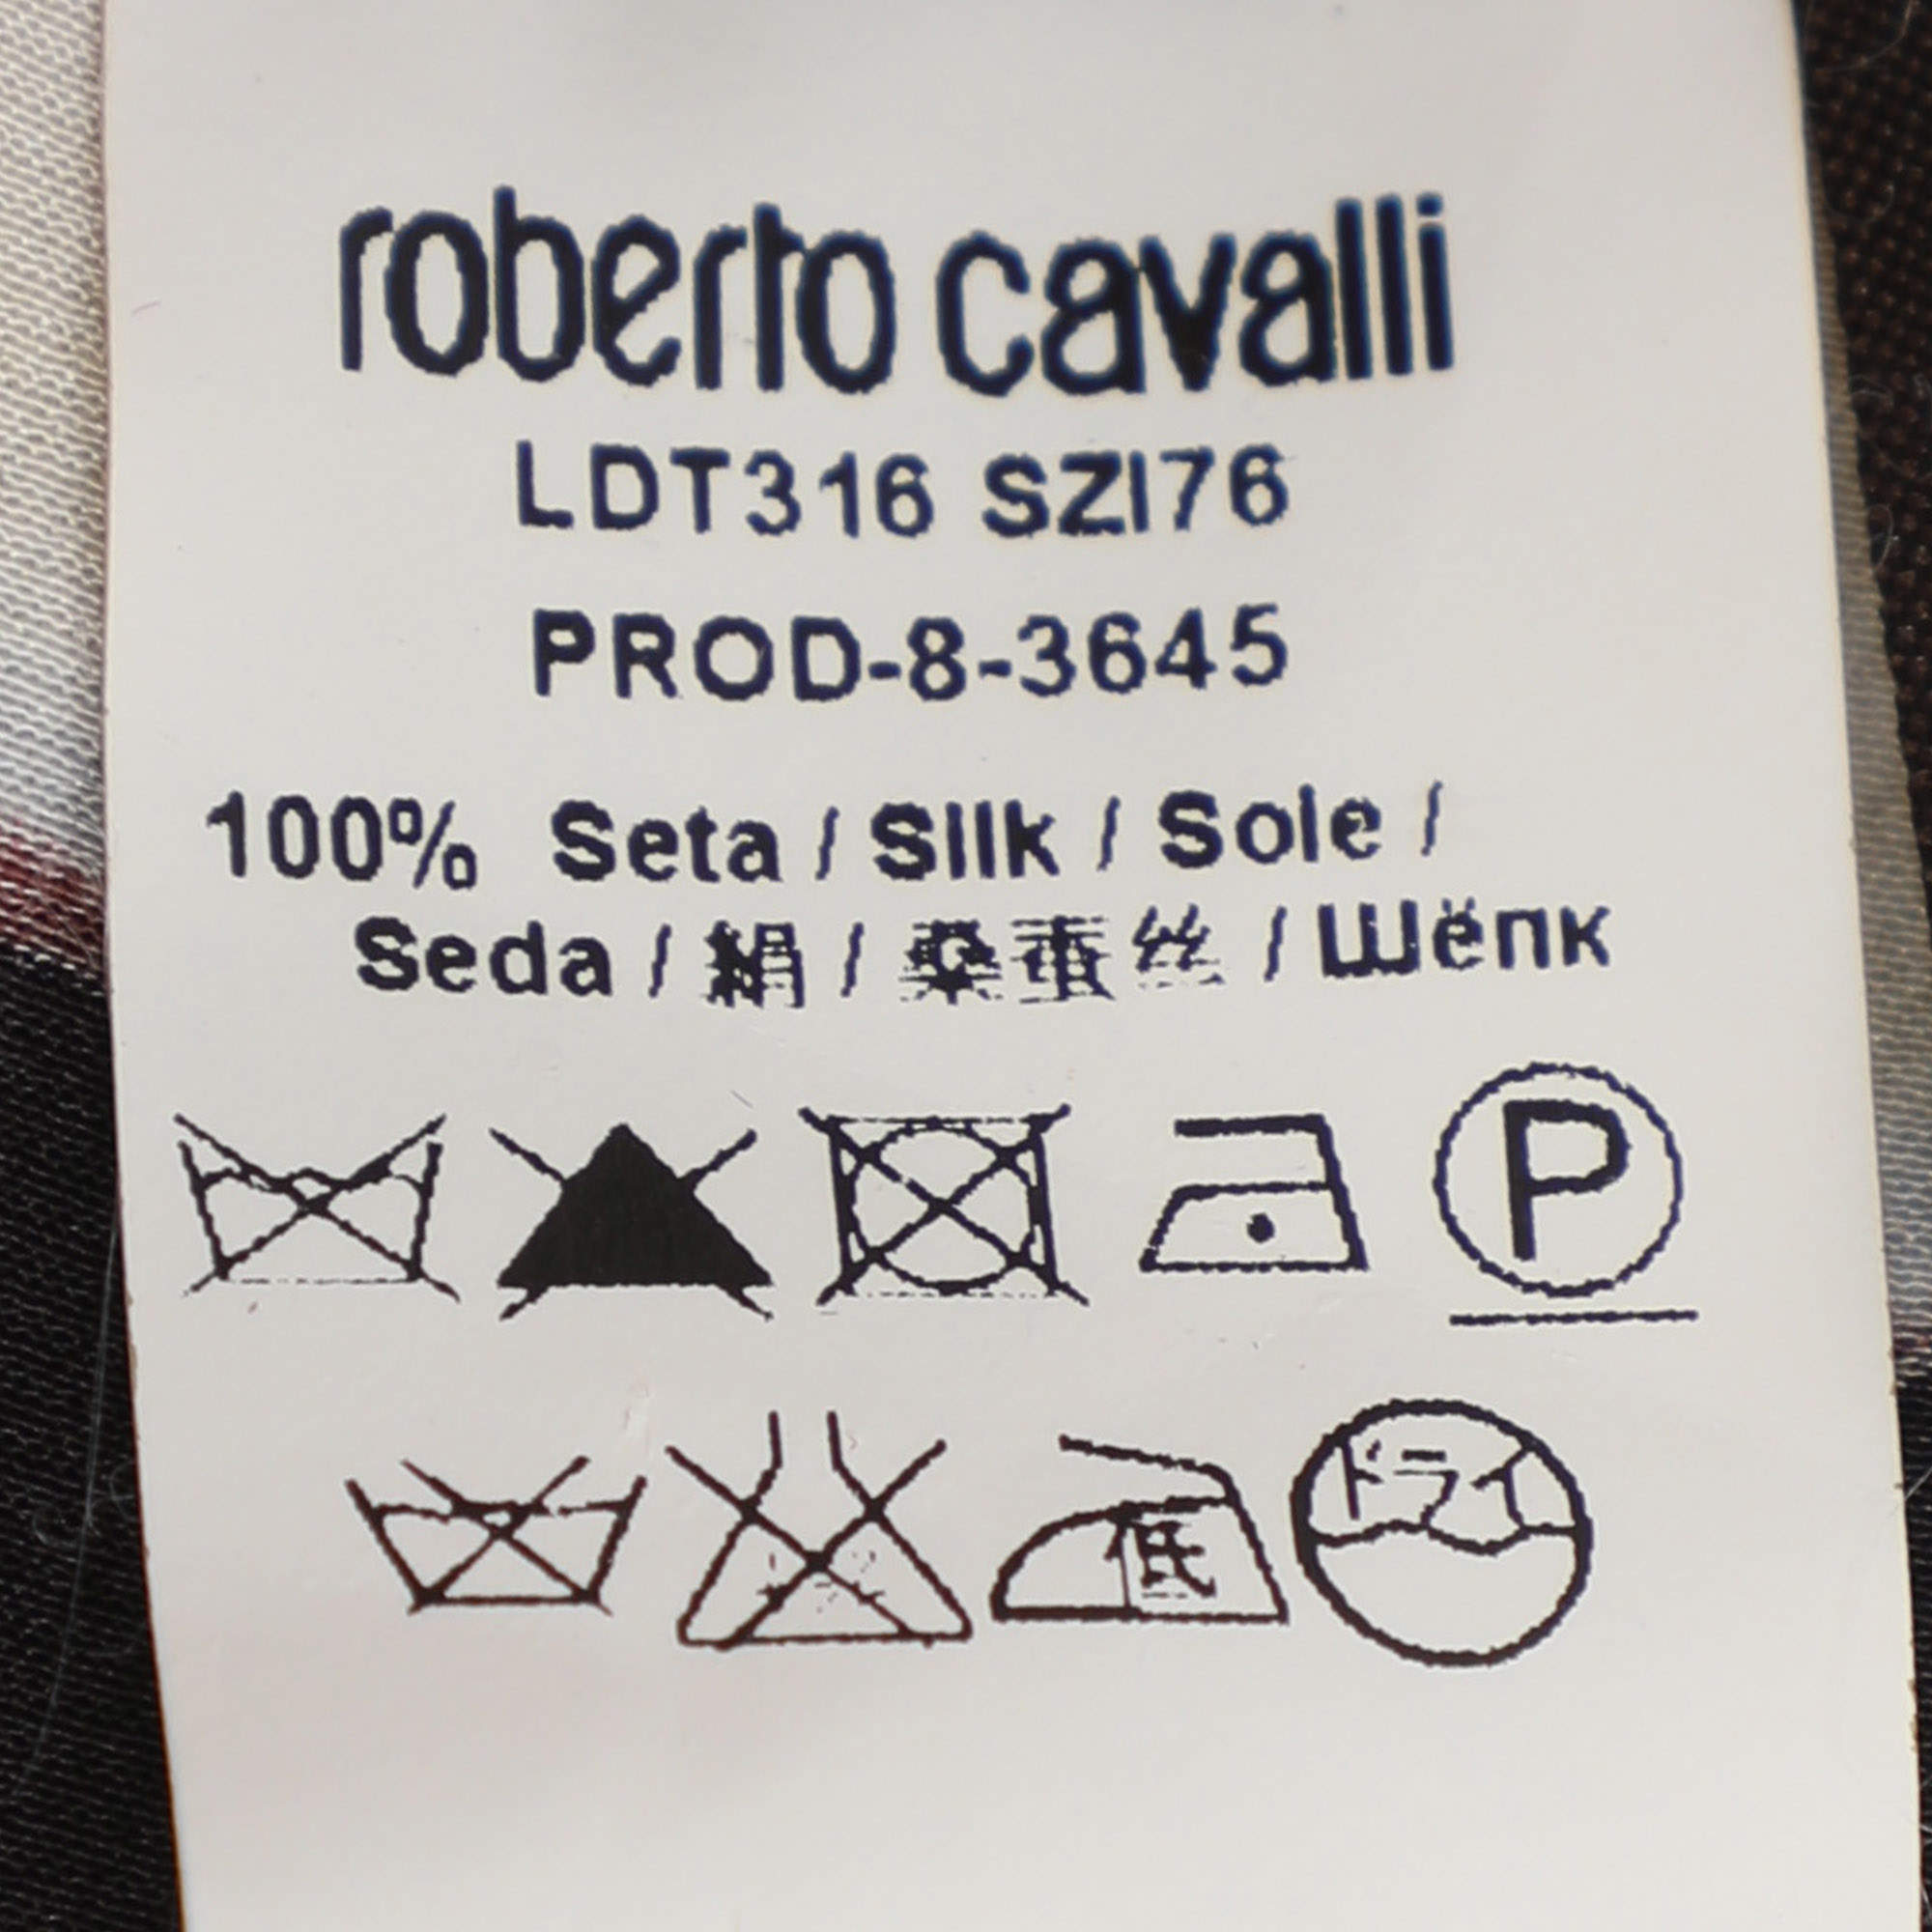 roberto cavalli
LDT316 SZI76
PROD-8-3645
100% Seta / Silk / Soie /
Seda / 絹 / 桑蚕丝 / Шёлк
P
低 ドライ